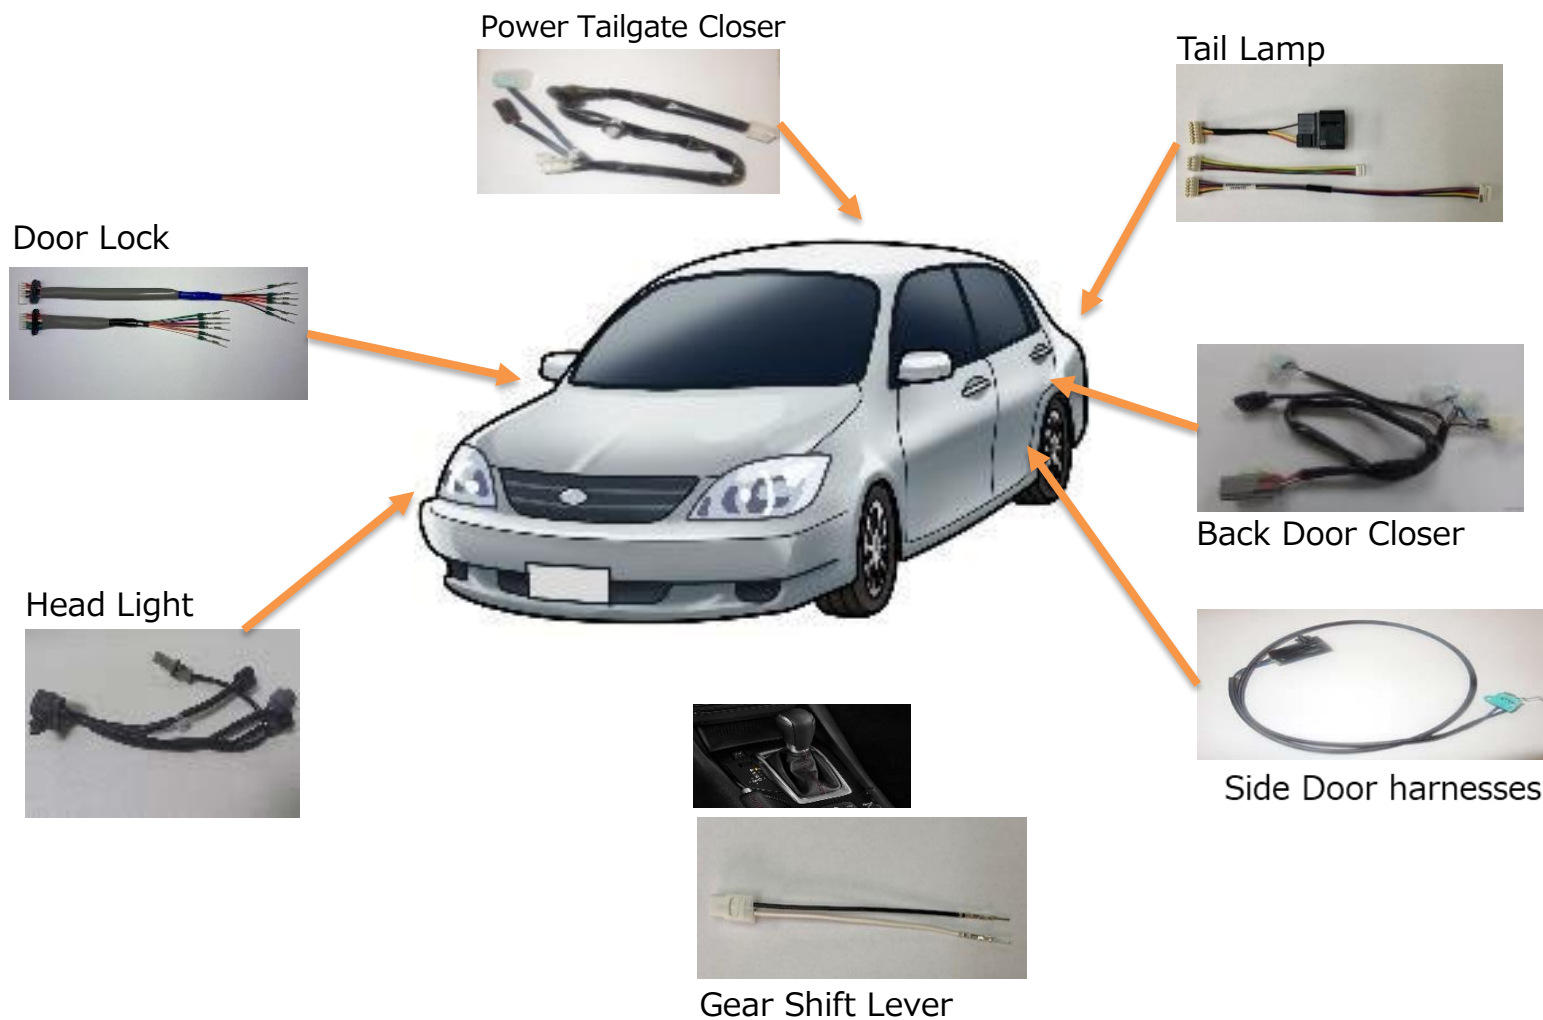 Power Tailgate Closer
Tail Lamp
Door Lock
Back Door Closer
Head Light
Side Door harnesses
Gear Shift Lever